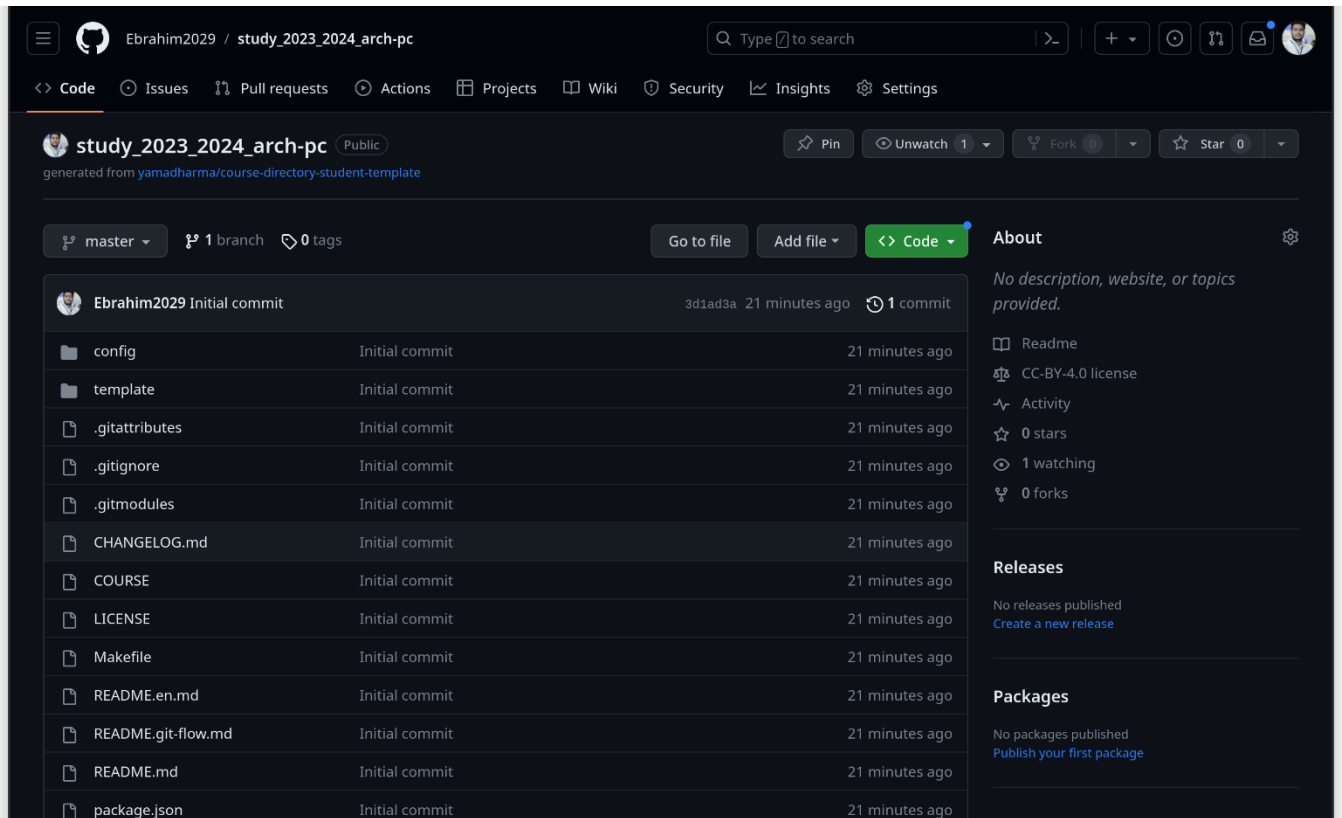 Ebrahim2029 / study_2023_2024_arch-pc Type / to search
Code Issues Pull requests Actions Projects Wiki Security Insights Settings
study_2023_2024_arch-pc Public Pin Unwatch 1 Fork 0 Star 0
generated from yamadharma/course-directory-student-template
master 1 branch 0 tags Go to file Add file Code
Ebrahim2029 Initial commit 3d1ad3a 21 minutes ago 1 commit
config Initial commit 21 minutes ago
template Initial commit 21 minutes ago
.gitattributes Initial commit 21 minutes ago
.gitignore Initial commit 21 minutes ago
.gitmodules Initial commit 21 minutes ago
CHANGELOG.md Initial commit 21 minutes ago
COURSE Initial commit 21 minutes ago
LICENSE Initial commit 21 minutes ago
Makefile Initial commit 21 minutes ago
README.en.md Initial commit 21 minutes ago
README.git-flow.md Initial commit 21 minutes ago
README.md Initial commit 21 minutes ago
package.json Initial commit 21 minutes ago
About
No description, website, or topics
provided.
Readme
CC-BY-4.0 license
Activity
0 stars
1 watching
0 forks
Releases
No releases published
Create a new release
Packages
No packages published
Publish your first package